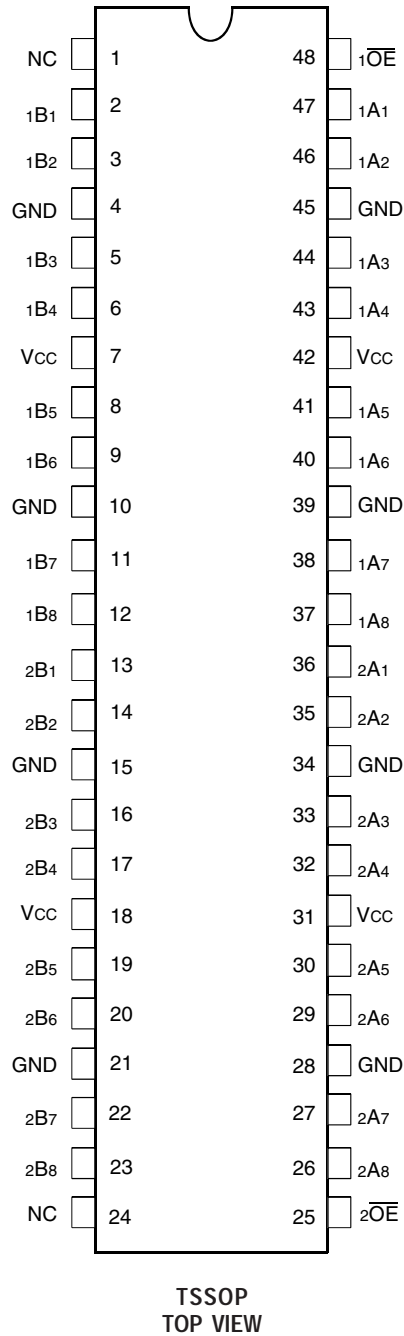 NC 1 48 1O̅E̅
1B1 2 47 1A1
1B2 3 46 1A2
GND 4 45 GND
1B3 5 44 1A3
1B4 6 43 1A4
VCC 7 42 VCC
1B5 8 41 1A5
1B6 9 40 1A6
GND 10 39 GND
1B7 11 38 1A7
1B8 12 37 1A8
2B1 13 36 2A1
2B2 14 35 2A2
GND 15 34 GND
2B3 16 33 2A3
2B4 17 32 2A4
VCC 18 31 VCC
2B5 19 30 2A5
2B6 20 29 2A6
GND 21 28 GND
2B7 22 27 2A7
2B8 23 26 2A8
NC 24 25 2O̅E̅
TSSOP
TOP VIEW